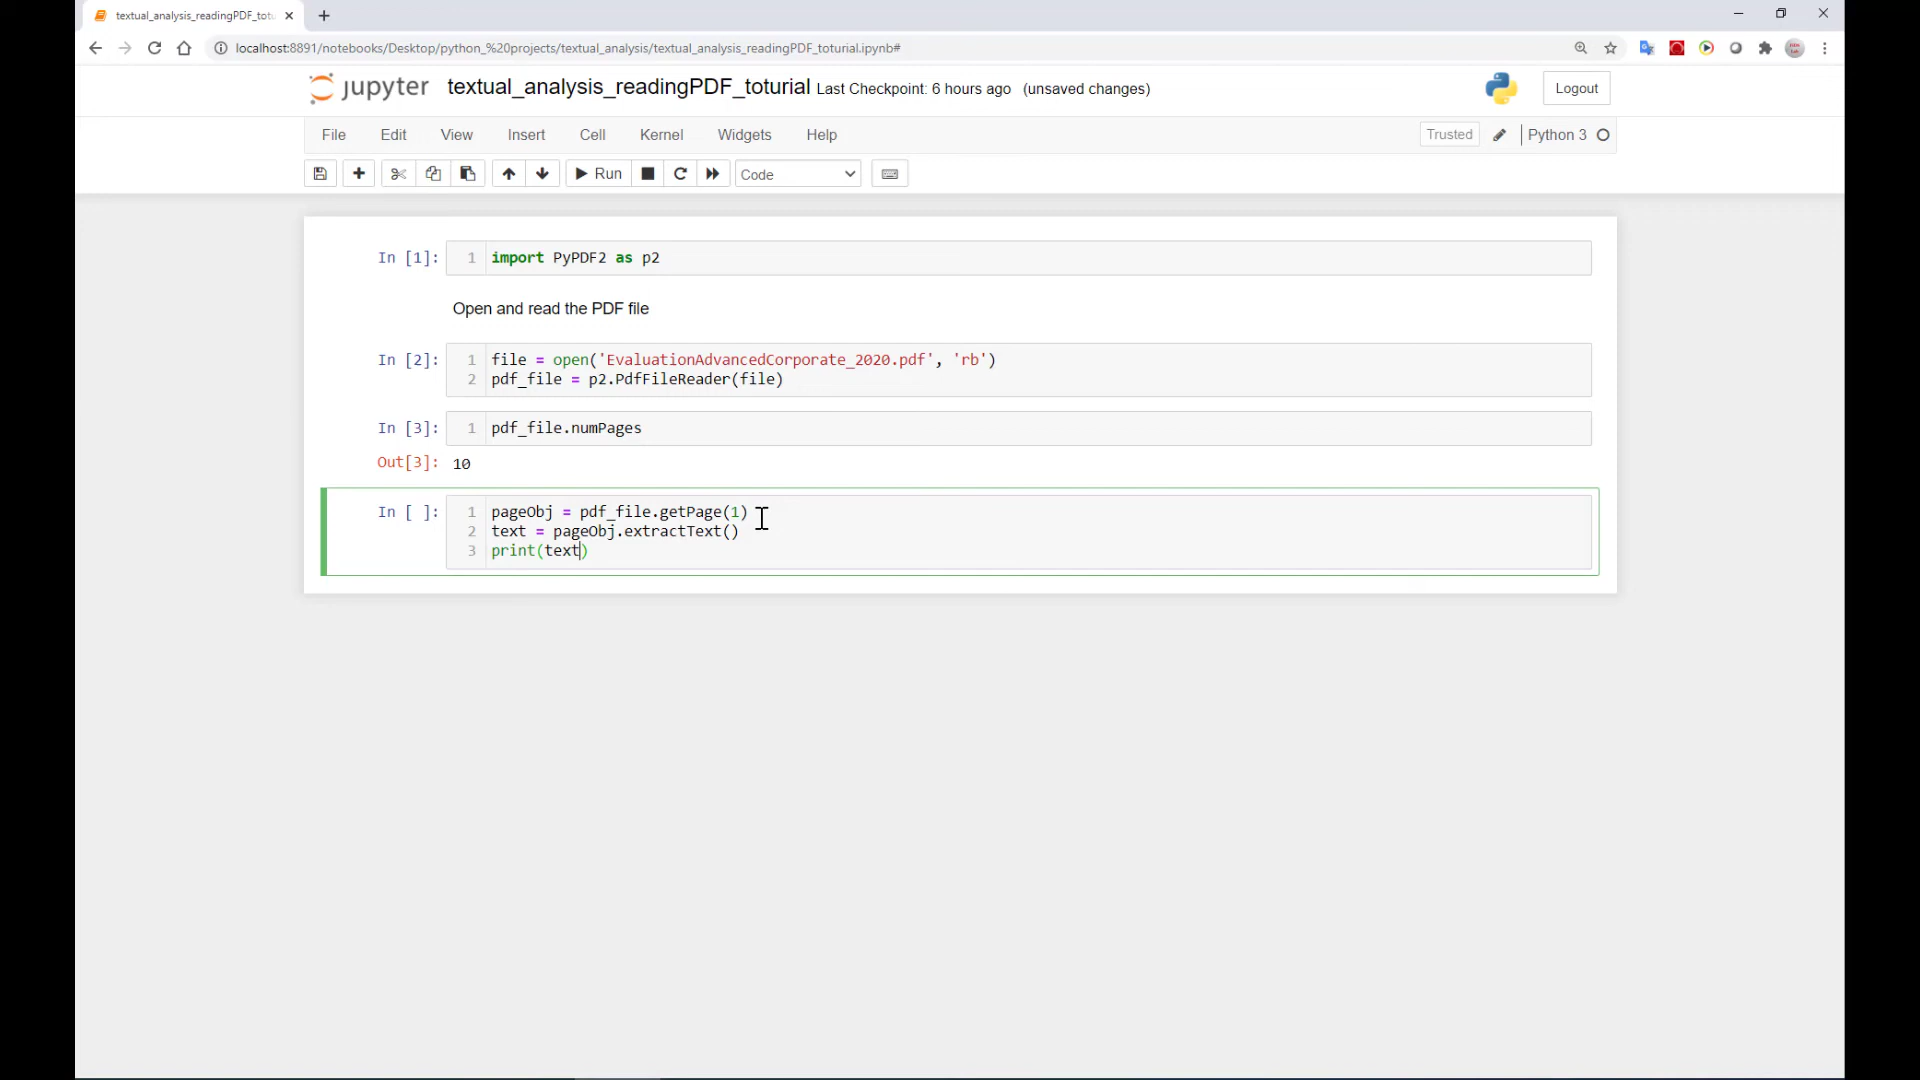 textual_analysis_readingPDF_totu
localhost:8891/notebooks/Desktop/python_%20projects/textual_analysis/textual_analysis_readingPDF_toturial.ipynb#
jupyter textual_analysis_readingPDF_toturial Last Checkpoint: 6 hours ago (unsaved changes) Logout
File Edit View Insert Cell Kernel Widgets Help Trusted Python 3
Run Code
In [1]: 1 import PyPDF2 as p2
Open and read the PDF file
In [2]: 1 file = open('EvaluationAdvancedCorporate_2020.pdf', 'rb')
2 pdf_file = p2.PdfFileReader(file)
In [3]: 1 pdf_file.numPages
Out[3]: 10
In [ ]: 1 pageObj = pdf_file.getPage(1)
2 text = pageObj.extractText()
3 print(text)